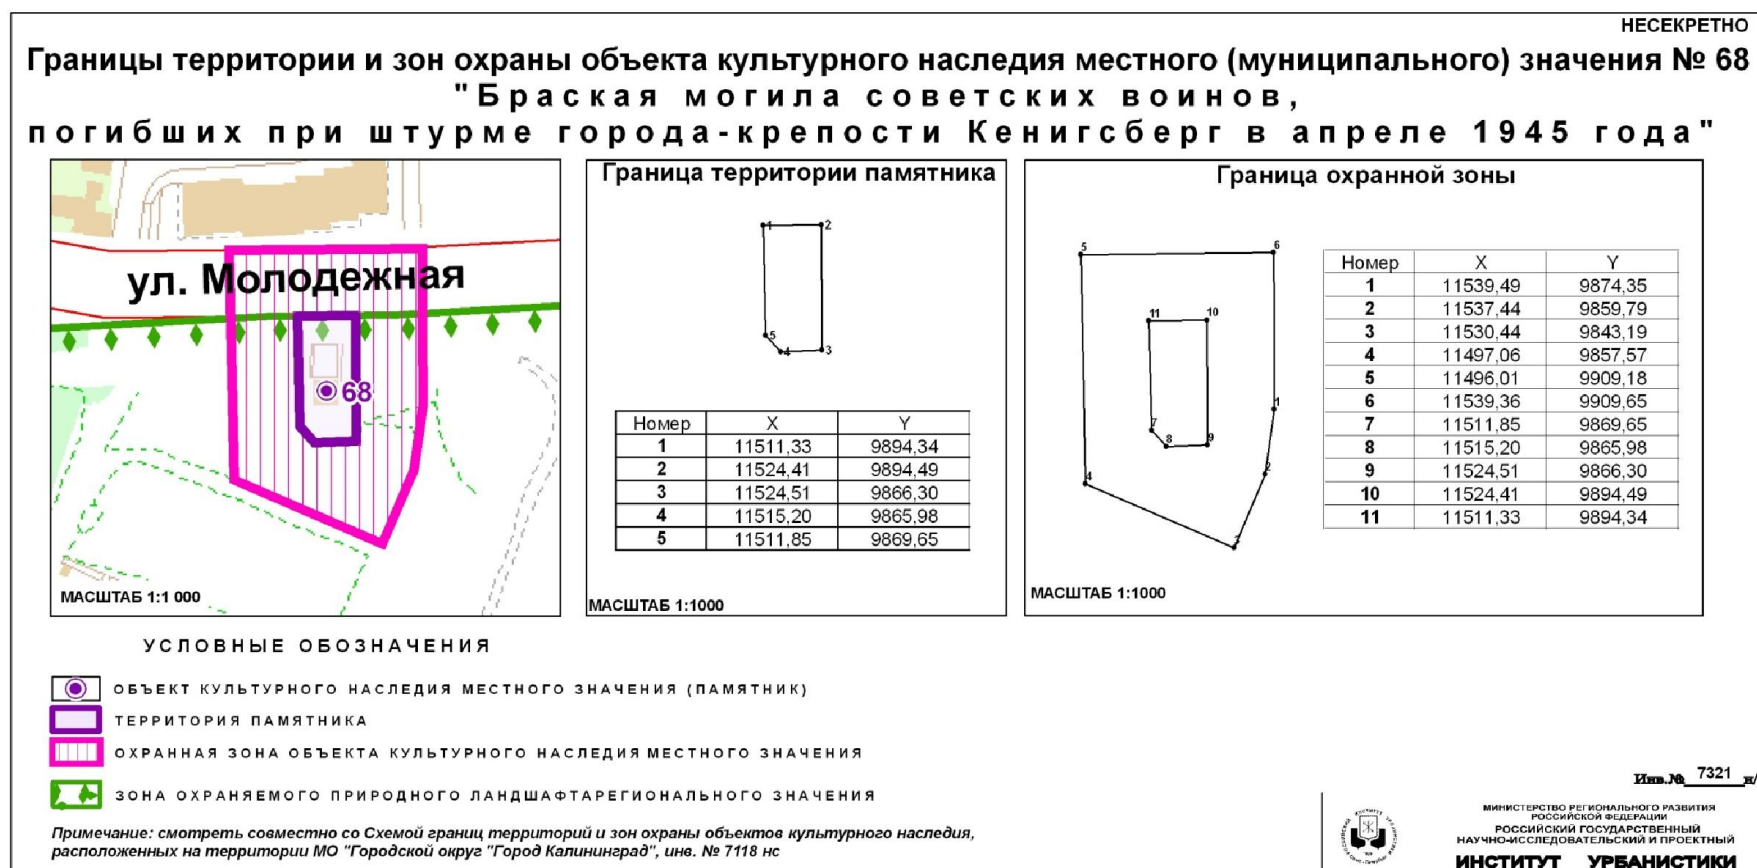 НЕСЕКРЕТНО
Границы территории и зон охраны объекта культурного наследия местного (муниципального) значения № 68
"Браская могила советских воинов,
погибших при штурме города-крепости Кенигсберг в апреле 1945 года"
ул. Молодежная
68
МАСШТАБ 1:1 000
Граница территории памятника
1
2
5
4
3
Номер X Y
1 11511,33 9894,34
2 11524,41 9894,49
3 11524,51 9866,30
4 11515,20 9865,98
5 11511,85 9869,65
МАСШТАБ 1:1000
Граница охранной зоны
5
6
11
10
1
7
8
9
4
2
3
Номер X Y
1 11539,49 9874,35
2 11537,44 9859,79
3 11530,44 9843,19
4 11497,06 9857,57
5 11496,01 9909,18
6 11539,36 9909,65
7 11511,85 9869,65
8 11515,20 9865,98
9 11524,51 9866,30
10 11524,41 9894,49
11 11511,33 9894,34
МАСШТАБ 1:1000
УСЛОВНЫЕ ОБОЗНАЧЕНИЯ
ОБЪЕКТ КУЛЬТУРНОГО НАСЛЕДИЯ МЕСТНОГО ЗНАЧЕНИЯ (ПАМЯТНИК)
ТЕРРИТОРИЯ ПАМЯТНИКА
ОХРАННАЯ ЗОНА ОБЪЕКТА КУЛЬТУРНОГО НАСЛЕДИЯ МЕСТНОГО ЗНАЧЕНИЯ
ЗОНА ОХРАНЯЕМОГО ПРИРОДНОГО ЛАНДШАФТАРЕГИОНАЛЬНОГО ЗНАЧЕНИЯ
Примечание: смотреть совместно со Схемой границ территорий и зон охраны объектов культурного наследия,
расположенных на территории МО "Городской округ "Город Калининград", инв. № 7118 нс
Инв.№ 7321 н/
МИНИСТЕРСТВО РЕГИОНАЛЬНОГО РАЗВИТИЯ
РОССИЙСКОЙ ФЕДЕРАЦИИ
РОССИЙСКИЙ ГОСУДАРСТВЕННЫЙ
НАУЧНО-ИССЛЕДОВАТЕЛЬСКИЙ И ПРОЕКТНЫЙ
ИНСТИТУТ УРБАНИСТИКИ